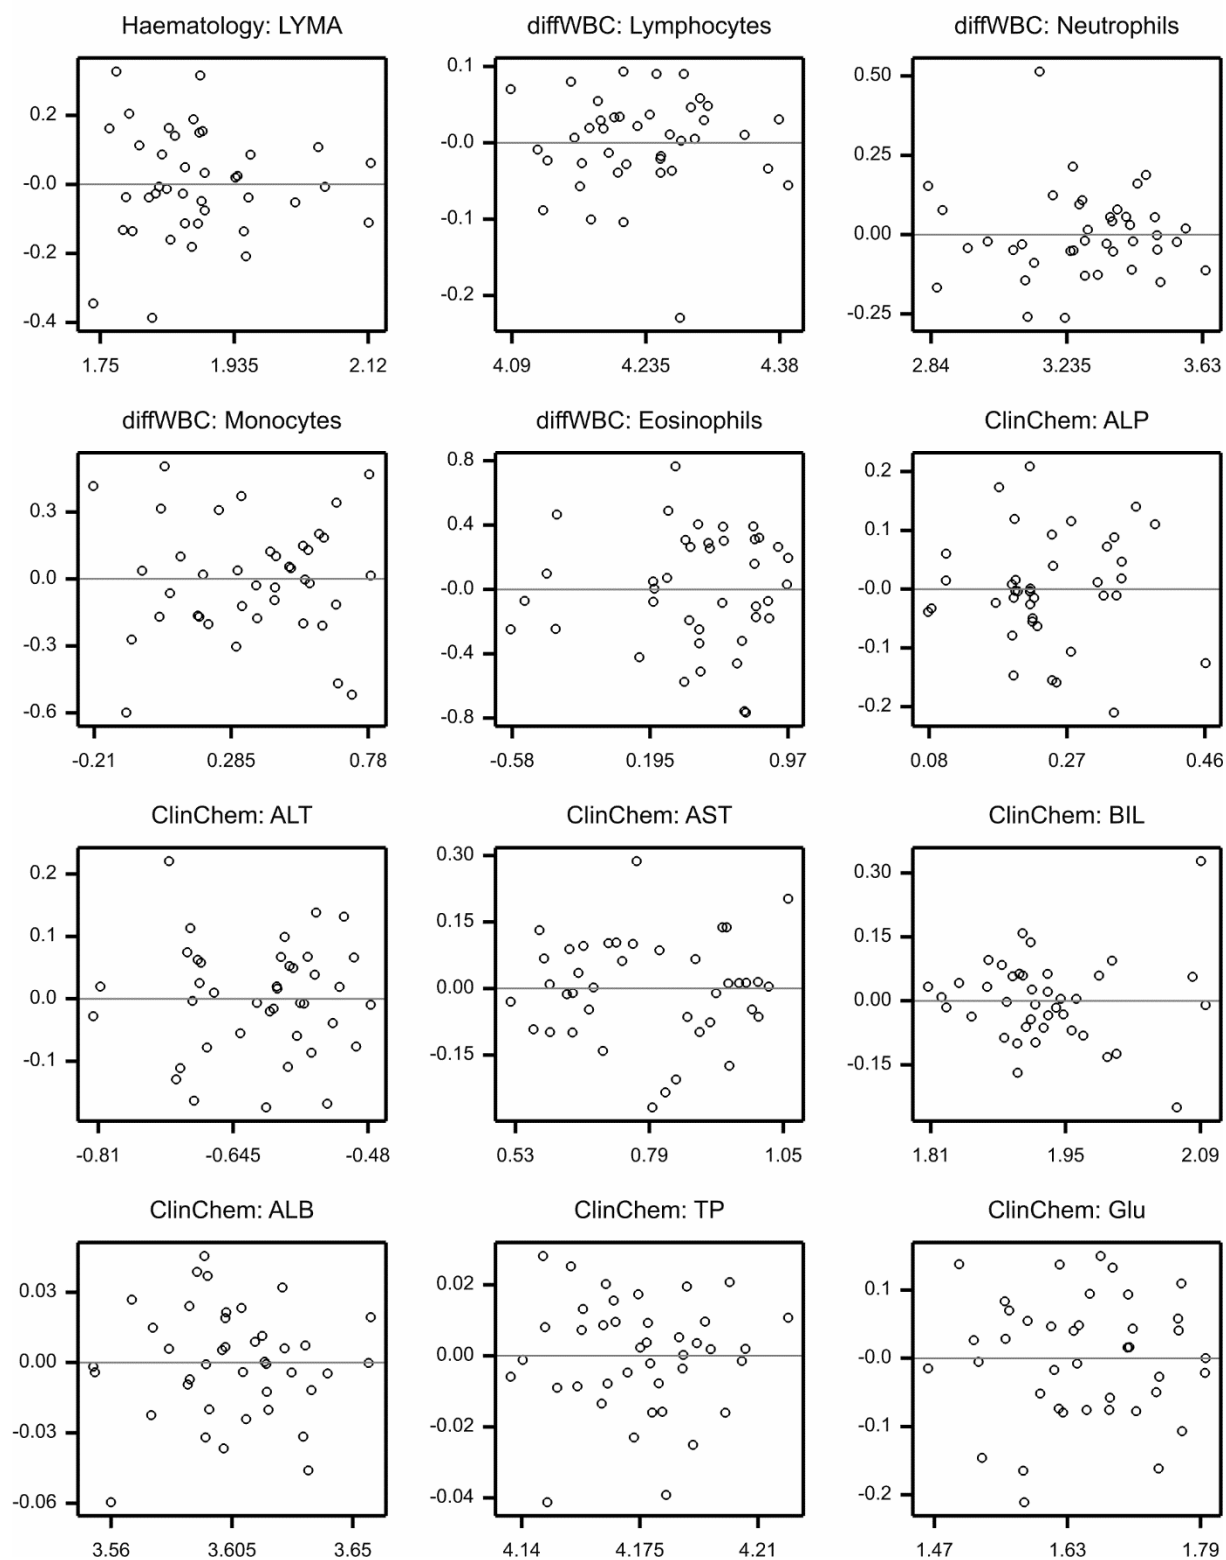 Haematology: LYMA
0.2
-0.0
-0.2
-0.4
1.75 1.935 2.12
diffWBC: Lymphocytes
0.1
-0.0
-0.1
-0.2
4.09 4.235 4.38
diffWBC: Neutrophils
0.50
0.25
0.00
-0.25
2.84 3.235 3.63
diffWBC: Monocytes
0.3
0.0
-0.3
-0.6
-0.21 0.285 0.78
diffWBC: Eosinophils
0.8
0.4
-0.0
-0.4
-0.8
-0.58 0.195 0.97
ClinChem: ALP
0.2
0.1
-0.0
-0.1
-0.2
0.08 0.27 0.46
ClinChem: ALT
0.2
0.1
0.0
-0.1
-0.81 -0.645 -0.48
ClinChem: AST
0.30
0.15
0.00
-0.15
0.53 0.79 1.05
ClinChem: BIL
0.30
0.15
0.00
-0.15
1.81 1.95 2.09
ClinChem: ALB
0.03
0.00
-0.03
-0.06
3.56 3.605 3.65
ClinChem: TP
0.02
0.00
-0.02
-0.04
4.14 4.175 4.21
ClinChem: Glu
0.1
-0.0
-0.1
-0.2
1.47 1.63 1.79